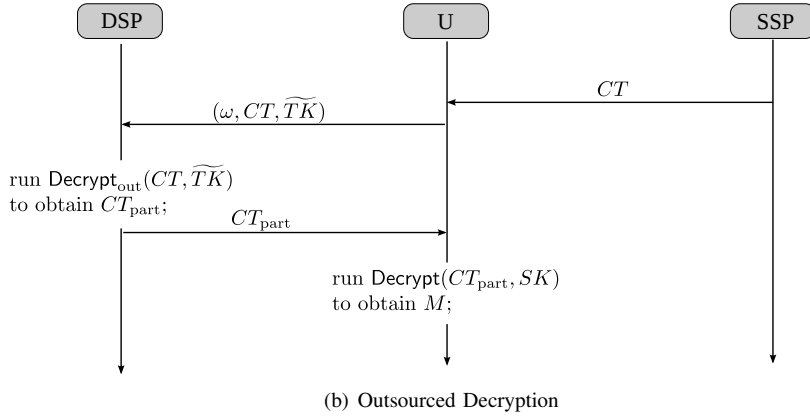 DSP U SSP
CT
(ω, CT, \widetilde{TK})
run Decrypt_out(CT, \widetilde{TK})
to obtain CT_part;
CT_part
run Decrypt(CT_part, SK)
to obtain M;
(b) Outsourced Decryption